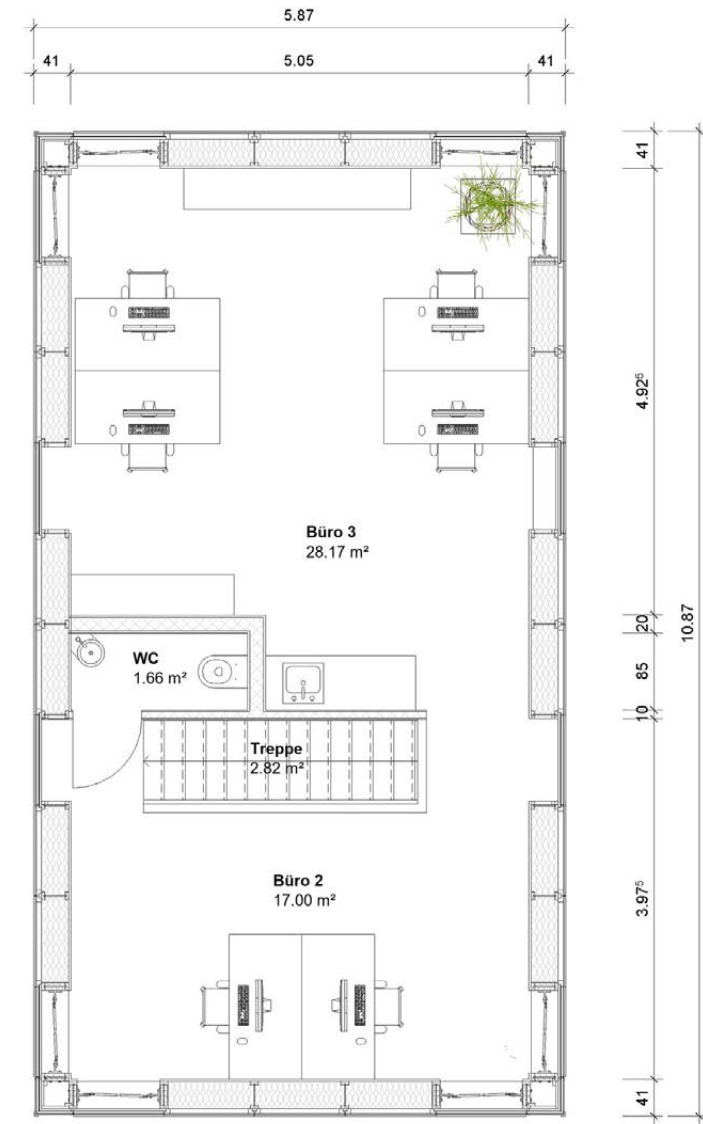 5.87
41 5.05 41
41
4.92⁵
10.87
Büro 3
28.17 m²
20
WC
1.66 m²
85
10
Treppe
2.82 m²
Büro 2
17.00 m²
3.97⁵
41